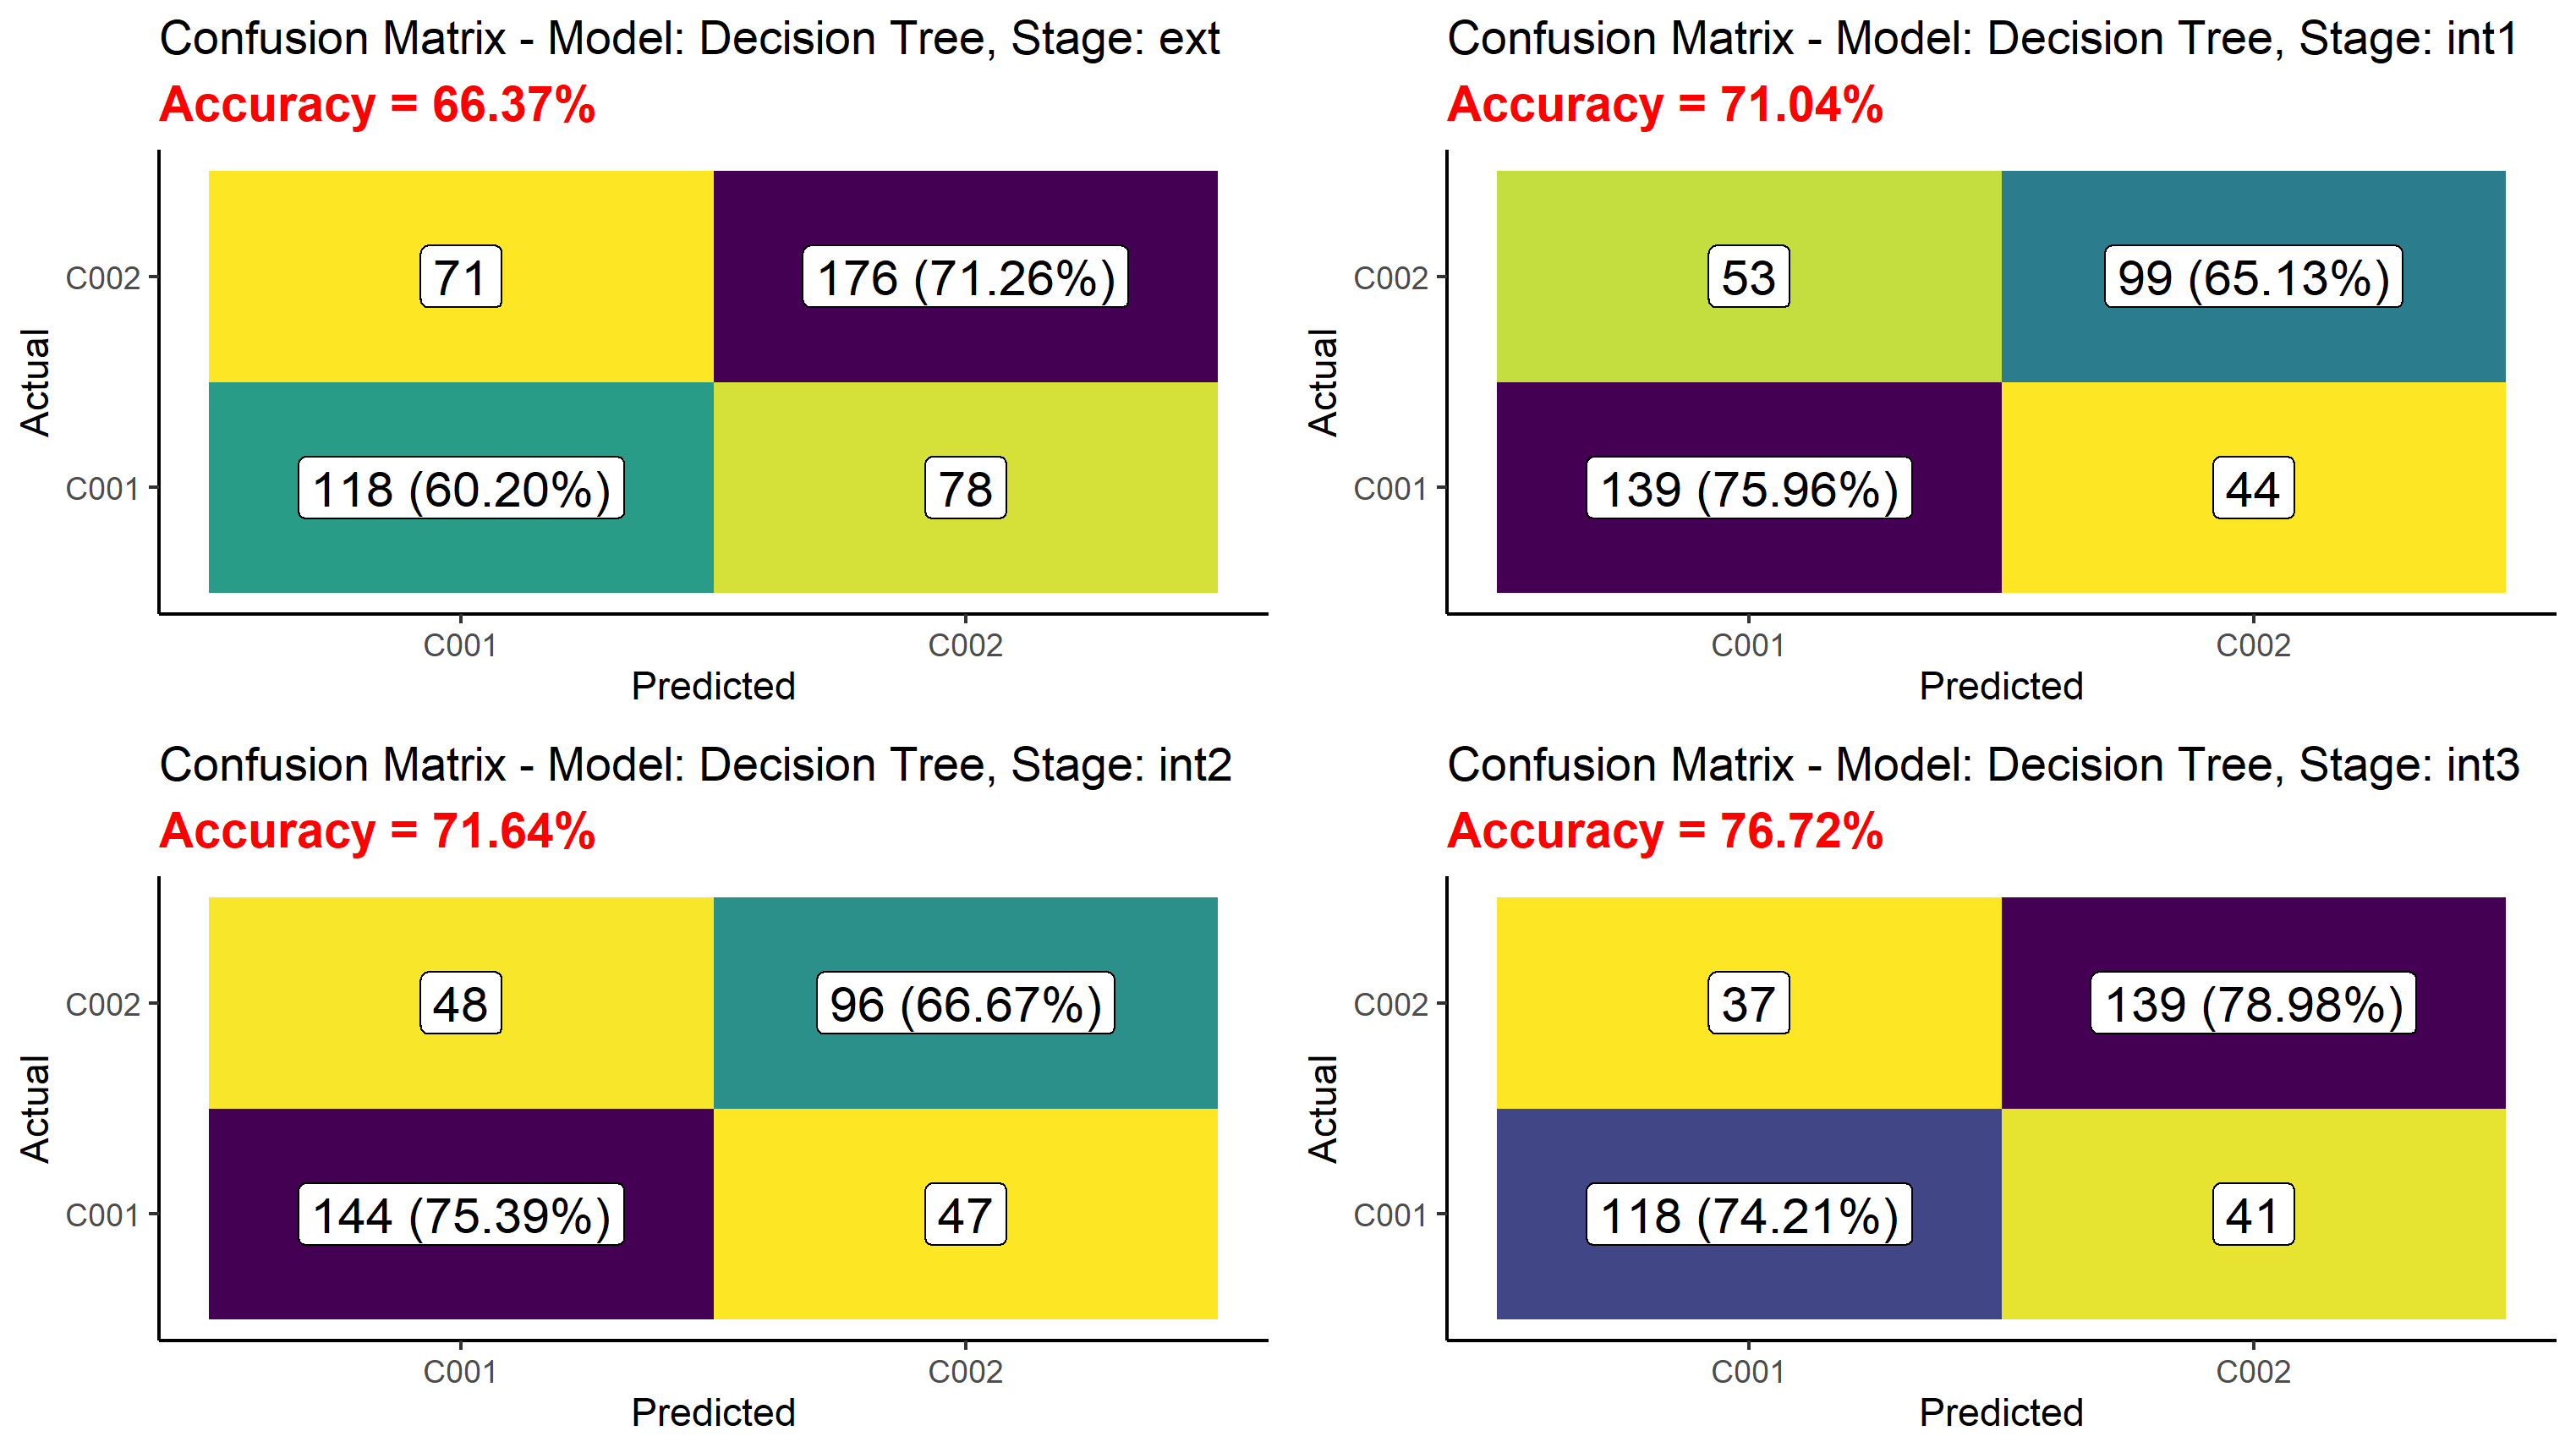 Confusion Matrix - Model: Decision Tree, Stage: ext
Accuracy = 66.37%
Actual
C002
71
176 (71.26%)
C001
118 (60.20%)
78
C001
C002
Predicted
Confusion Matrix - Model: Decision Tree, Stage: int1
Accuracy = 71.04%
Actual
C002
53
99 (65.13%)
C001
139 (75.96%)
44
C001
C002
Predicted
Confusion Matrix - Model: Decision Tree, Stage: int2
Accuracy = 71.64%
Actual
C002
48
96 (66.67%)
C001
144 (75.39%)
47
C001
C002
Predicted
Confusion Matrix - Model: Decision Tree, Stage: int3
Accuracy = 76.72%
Actual
C002
37
139 (78.98%)
C001
118 (74.21%)
41
C001
C002
Predicted